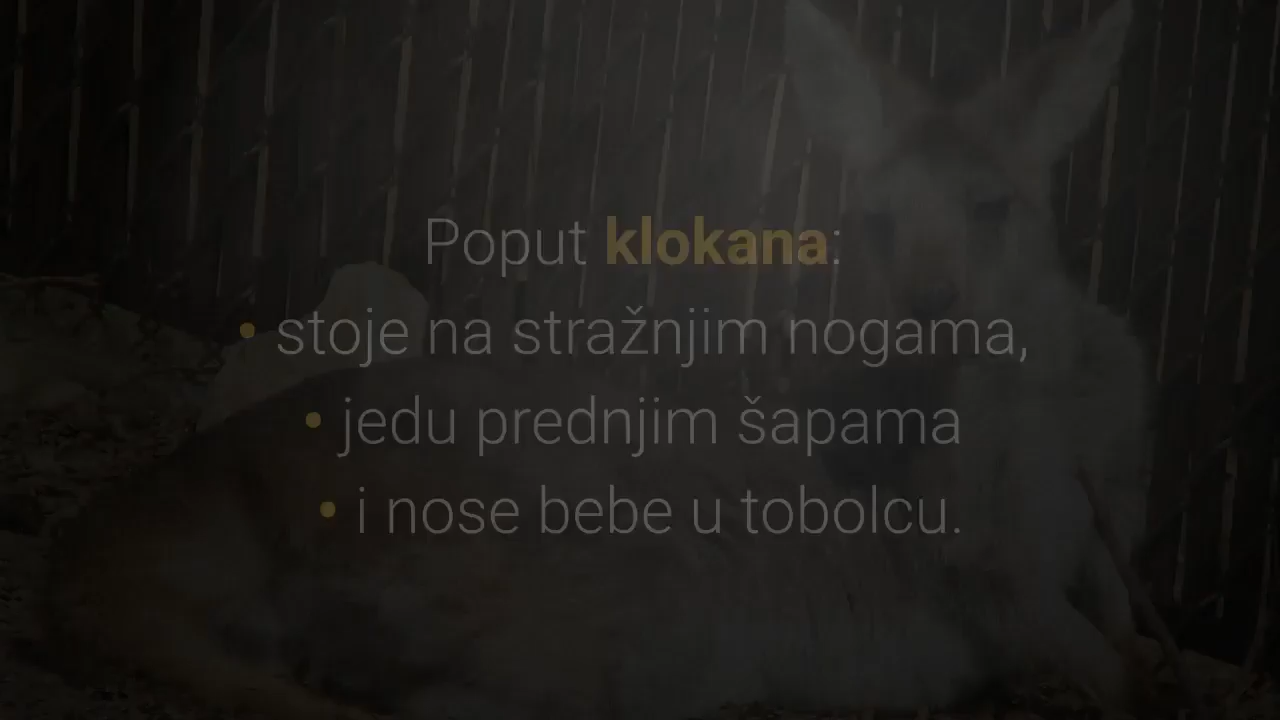 Poput klokana:
• stoje na stražnjim nogama,
• jedu prednjim šapama
• i nose bebe u tobolcu.